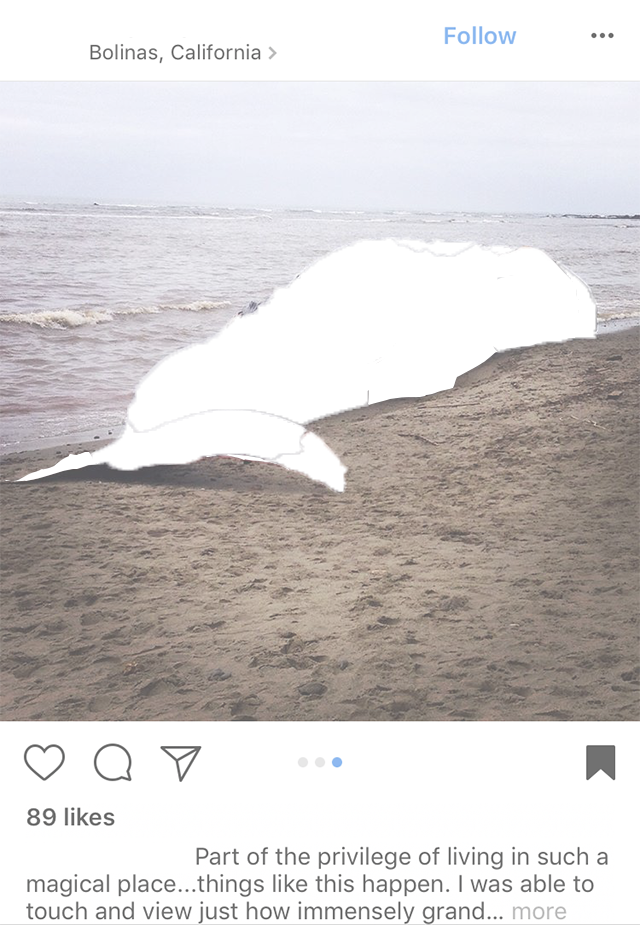 Follow
Bolinas, California
89 likes
Part of the privilege of living in such a
magical place...things like this happen. I was able to
touch and view just how immensely grand... more